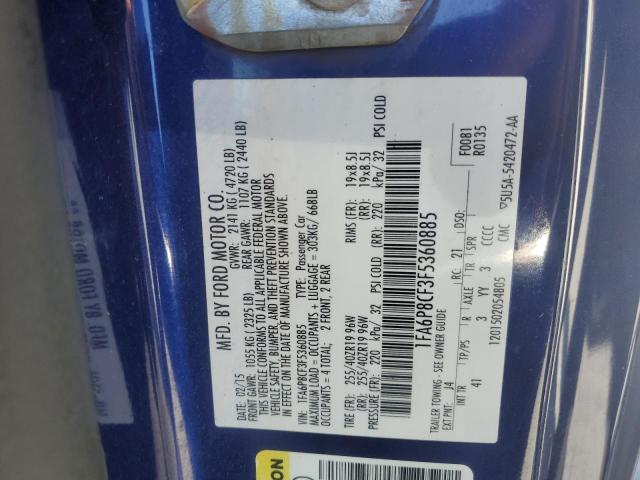 MFD. BY FORD MOTOR CO.
DATE: 02/15 GVWR: 2141 KG ( 4720 LB)
FRONT GAWR: 1055 KG ( 2325 LB) REAR GAWR: 1107 KG ( 2440 LB)
THIS VEHICLE CONFORMS TO ALL APPLICABLE FEDERAL MOTOR
VEHICLE SAFETY, BUMPER, AND THEFT PREVENTION STANDARDS
IN EFFECT ON THE DATE OF MANUFACTURE SHOWN ABOVE.
VIN: 1FA6P8CF3F5360885 TYPE: Passenger Car
MAXIMUM LOAD = OCCUPANTS + LUGGAGE = 303KG/ 668LB
OCCUPANTS = 4 TOTAL; 2 FRONT, 2 REAR
TIRE (FR): 255/40ZR19 96W RIMS (FR): 19x8.5J
(RR): 255/40ZR19 96W (RR): 19x8.5J
PRESSURE (FR): 220 kPa/ 32 PSI COLD (RR): 220 kPa/ 32 PSI COLD
1FA6P8CF3F5360885
TRAILER TOWING - SEE OWNER GUIDE
EXT PNT: J4 RC: 21 DSO: F0081
R0135
INT TR TP/PS R AXLE TR SPR
41 3 YY 3 CCCC
12011502054805 CMC ▽5U5A-5420472-AA